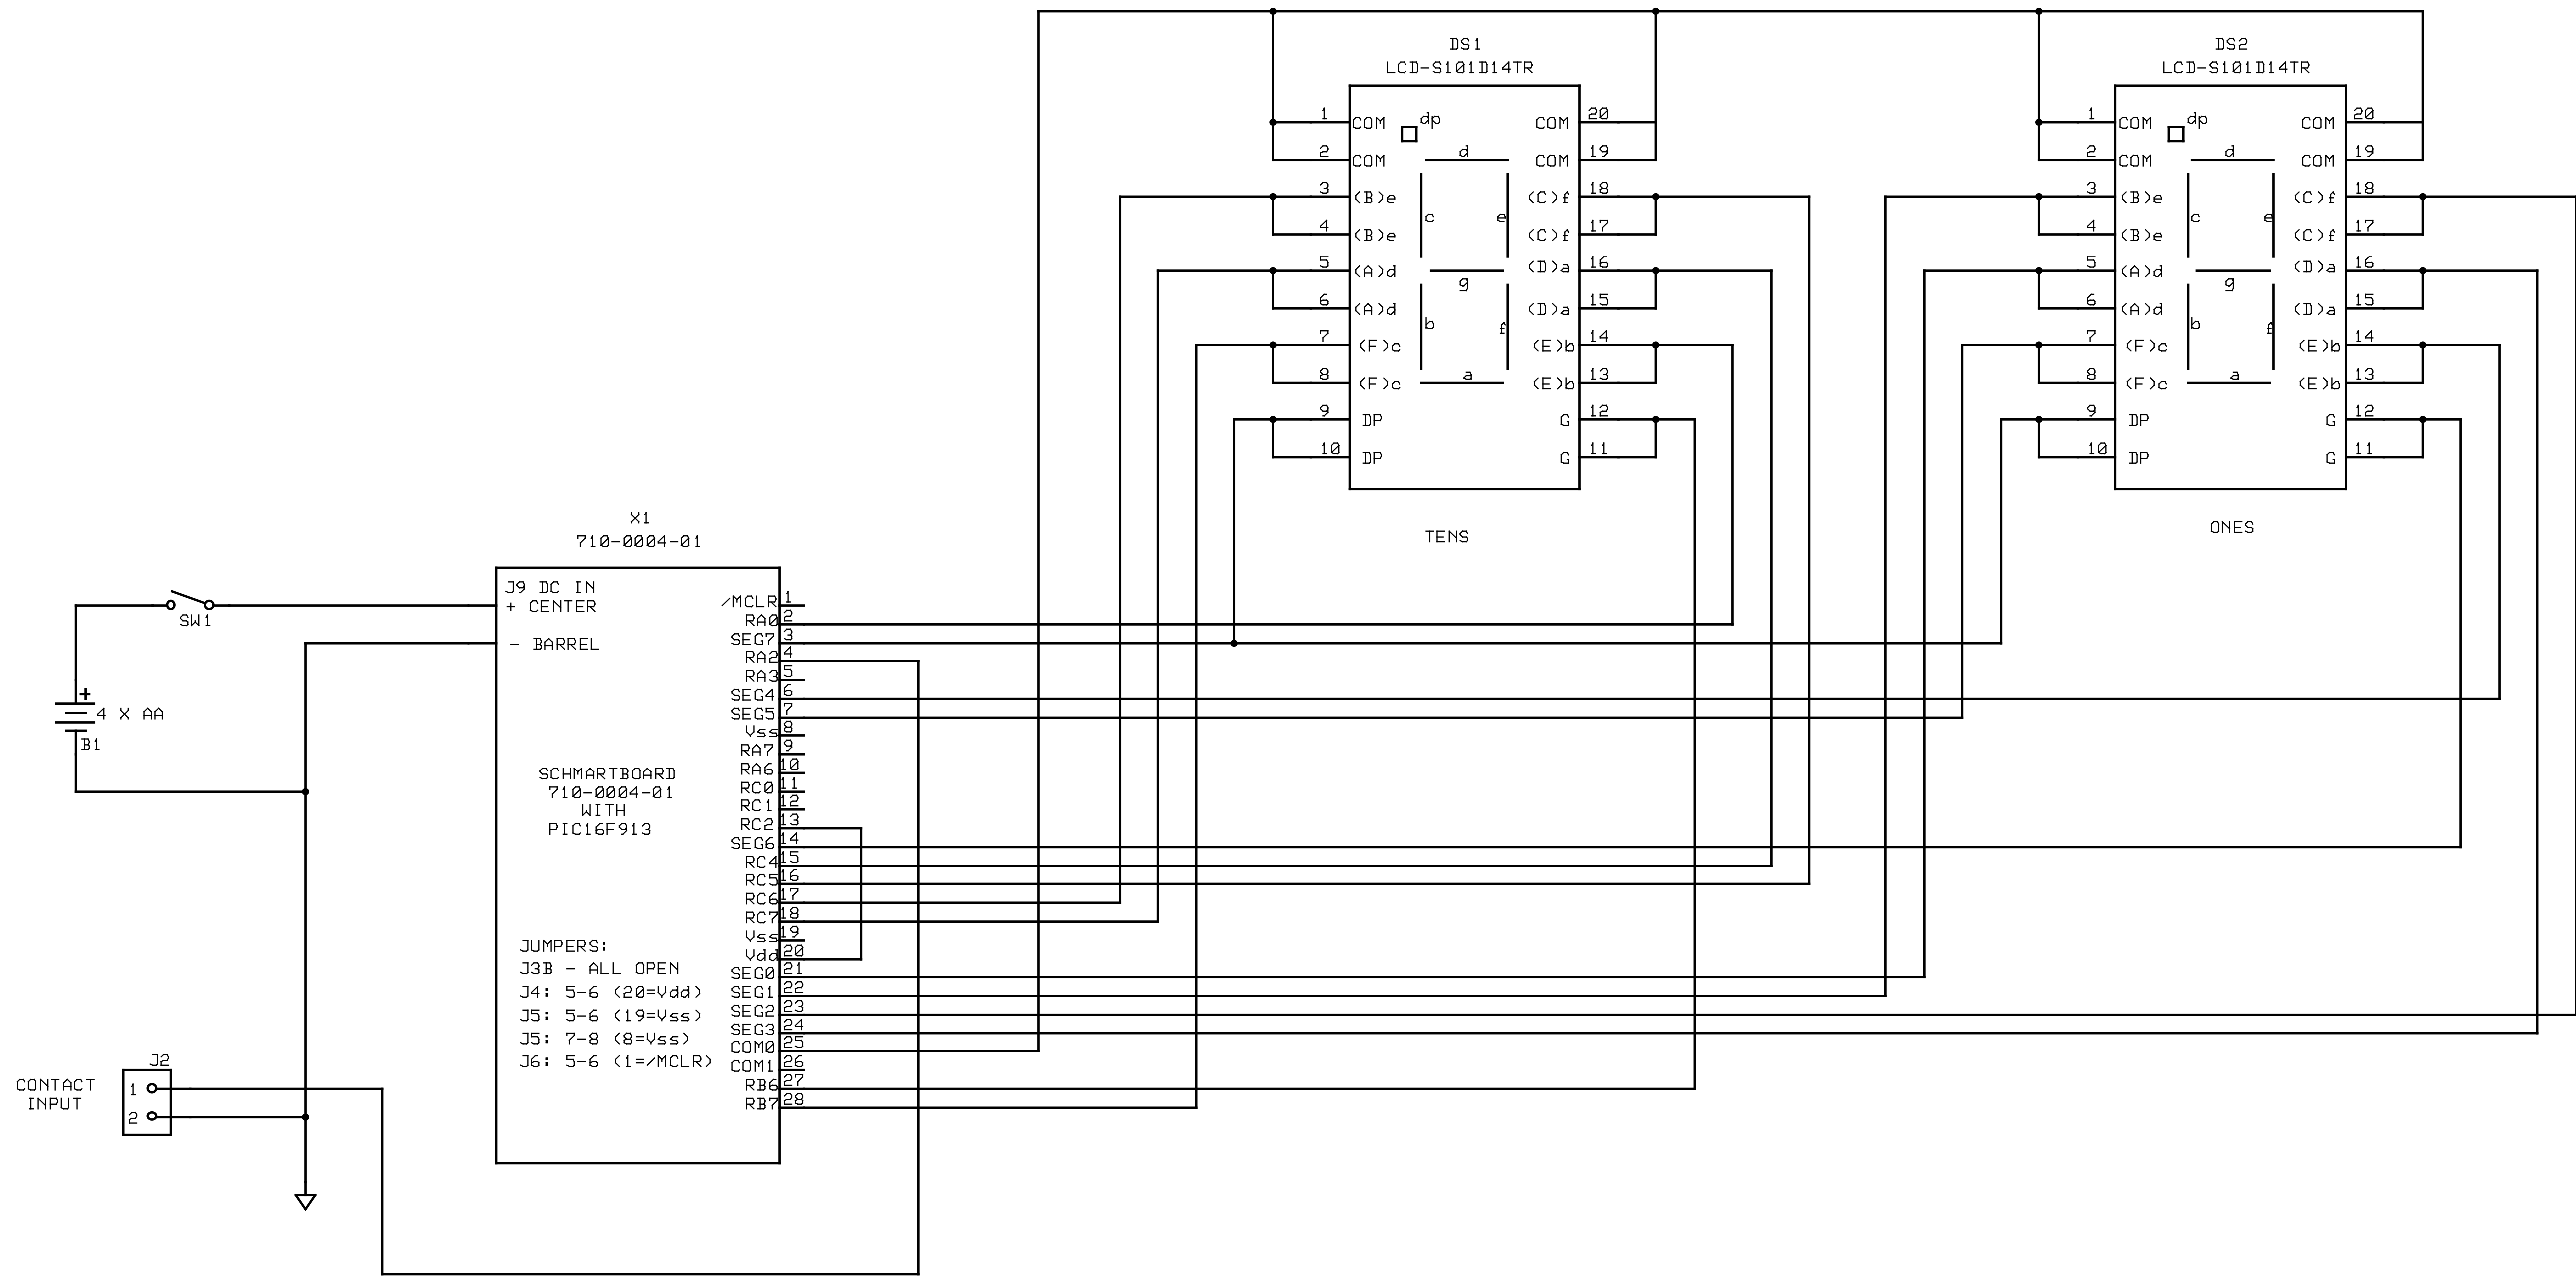 DS1
LCD-S101D14TR
1 COM
2 COM
3 (B)e
4 (B)e
5 (A)d
6 (A)d
7 (F)c
8 (F)c
9 DP
10 DP
COM 20
COM 19
(C)f 18
(C)f 17
(D)a 16
(D)a 15
(E)b 14
(E)b 13
G 12
G 11
dp
d
c e
g
b f
a
TENS
DS2
LCD-S101D14TR
1 COM
2 COM
3 (B)e
4 (B)e
5 (A)d
6 (A)d
7 (F)c
8 (F)c
9 DP
10 DP
COM 20
COM 19
(C)f 18
(C)f 17
(D)a 16
(D)a 15
(E)b 14
(E)b 13
G 12
G 11
dp
d
c e
g
b f
a
ONES
X1
710-0004-01
J9 DC IN
+ CENTER
- BARREL
SCHMARTBOARD
710-0004-01
WITH
PIC16F913
JUMPERS:
J3B - ALL OPEN
J4: 5-6 (20=Vdd)
J5: 5-6 (19=Vss)
J5: 7-8 (8=Vss)
J6: 5-6 (1=/MCLR)
/MCLR 1
RA0 2
SEG7 3
RA2 4
RA3 5
SEG4 6
SEG5 7
Vss 8
RA7 9
RA6 10
RC0 11
RC1 12
RC2 13
SEG6 14
RC4 15
RC5 16
RC6 17
RC7 18
Vss 19
Vdd 20
SEG0 21
SEG1 22
SEG2 23
SEG3 24
COM0 25
COM1 26
RB6 27
RB7 28
SW1
+
4 X AA
B1
J2
CONTACT
INPUT
1
2